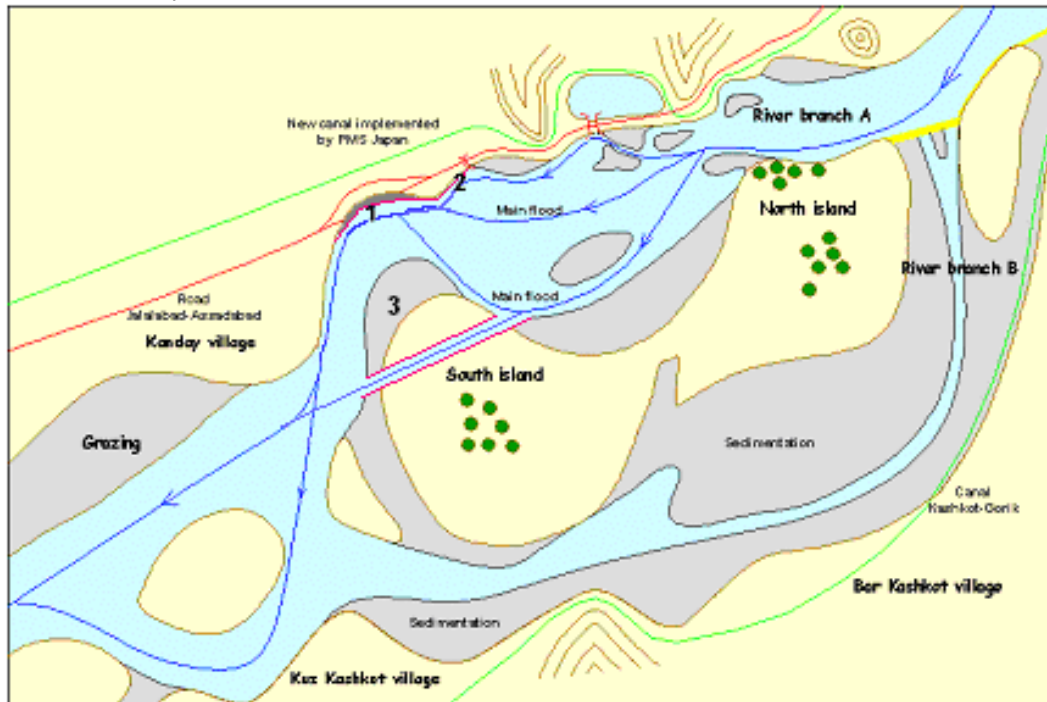 River branch A
New canal implemented
by PMS Japan
2
1
Main flood
North island
River branch B
Main flood
3
Road
Jalalabad-Assadabad
Kanday village
South island
Grazing
Sedimentation
Canal
Kashkot-Gorik
Bar Kashkot village
Sedimentation
Kuz Kashkot village